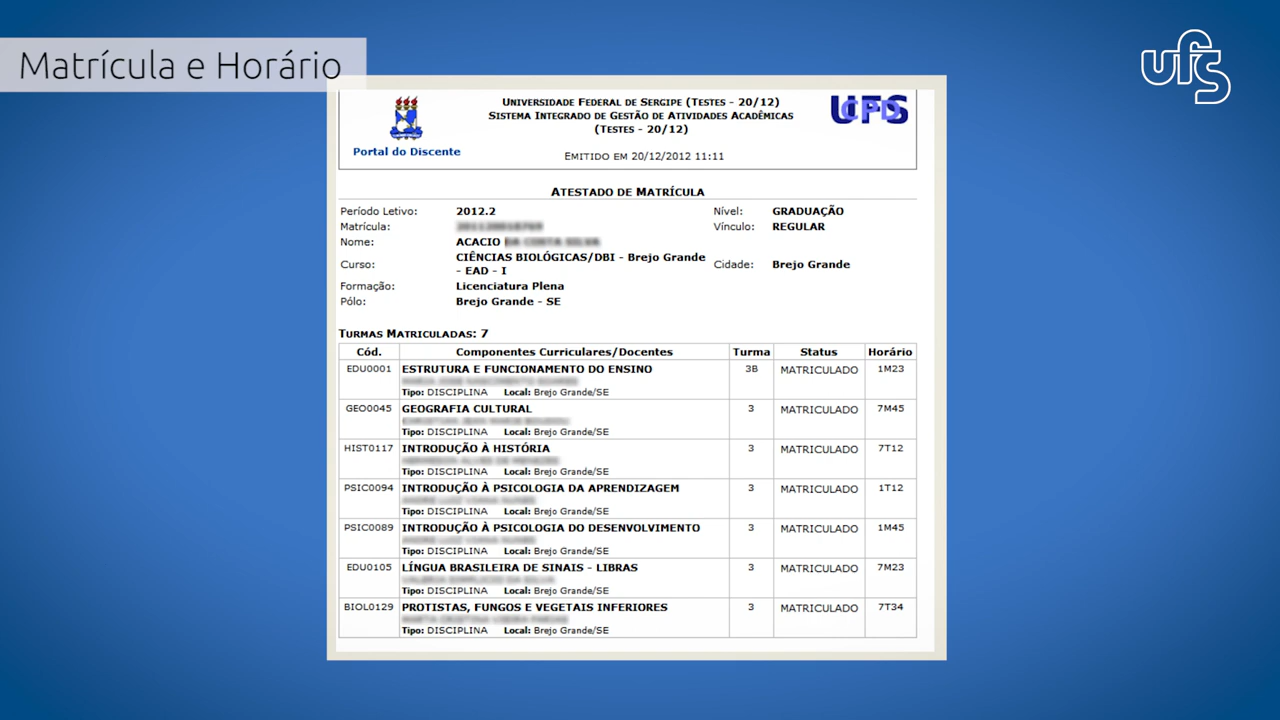 Matrícula e Horário
ufs
UNIVERSIDADE FEDERAL DE SERGIPE (TESTES - 20/12)
SISTEMA INTEGRADO DE GESTÃO DE ATIVIDADES ACADÊMICAS
(TESTES - 20/12)
UFS
CPD
Portal do Discente
EMITIDO EM 20/12/2012 11:11
ATESTADO DE MATRÍCULA
Período Letivo: 2012.2 Nível: GRADUAÇÃO
Matrícula: Vínculo: REGULAR
Nome: ACACIO
Curso: CIÊNCIAS BIOLÓGICAS/DBI - Brejo Grande
- EAD - I Cidade: Brejo Grande
Formação: Licenciatura Plena
Pólo: Brejo Grande - SE
TURMAS MATRICULADAS: 7
Cód. Componentes Curriculares/Docentes Turma Status Horário
EDU0001 ESTRUTURA E FUNCIONAMENTO DO ENSINO 3B MATRICULADO 1M23
Tipo: DISCIPLINA Local: Brejo Grande/SE
GEO0045 GEOGRAFIA CULTURAL 3 MATRICULADO 7M45
Tipo: DISCIPLINA Local: Brejo Grande/SE
HIST0117 INTRODUÇÃO À HISTÓRIA 3 MATRICULADO 7T12
Tipo: DISCIPLINA Local: Brejo Grande/SE
PSIC0094 INTRODUÇÃO À PSICOLOGIA DA APRENDIZAGEM 3 MATRICULADO 1T12
Tipo: DISCIPLINA Local: Brejo Grande/SE
PSIC0089 INTRODUÇÃO À PSICOLOGIA DO DESENVOLVIMENTO 3 MATRICULADO 1M45
Tipo: DISCIPLINA Local: Brejo Grande/SE
EDU0105 LÍNGUA BRASILEIRA DE SINAIS - LIBRAS 3 MATRICULADO 7M23
Tipo: DISCIPLINA Local: Brejo Grande/SE
BIOL0129 PROTISTAS, FUNGOS E VEGETAIS INFERIORES 3 MATRICULADO 7T34
Tipo: DISCIPLINA Local: Brejo Grande/SE